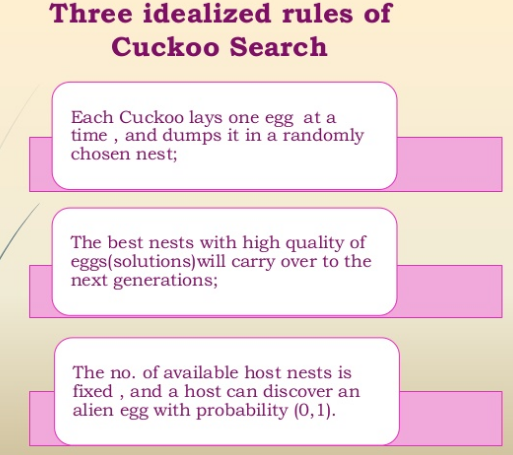 Three idealized rules of
Cuckoo Search
Each Cuckoo lays one egg at a
time , and dumps it in a randomly
chosen nest;
The best nests with high quality of
eggs(solutions)will carry over to the
next generations;
The no. of available host nests is
fixed , and a host can discover an
alien egg with probability (0,1).